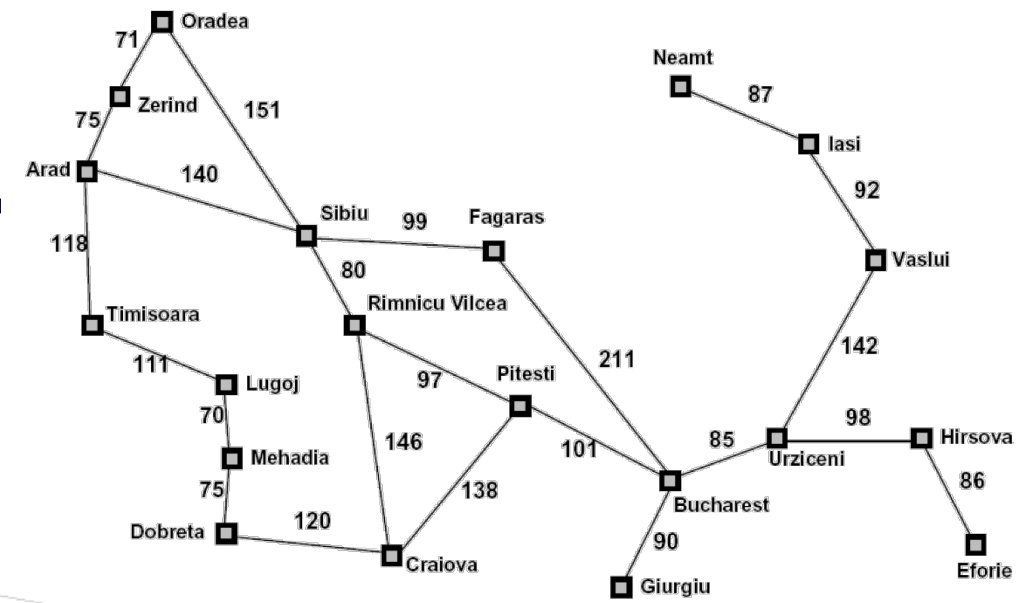 Oradea
71
Neamt
87
Zerind
151
75
Iasi
Arad
140
92
Sibiu
99
Fagaras
118
80
Vaslui
Rimnicu Vilcea
Timisoara
142
211
111
97
Pitesti
Lugoj
70
98
146
101
85
Hirsova
Mehadia
Urziceni
75
138
86
Bucharest
120
Dobreta
90
Craiova
Eforie
Giurgiu